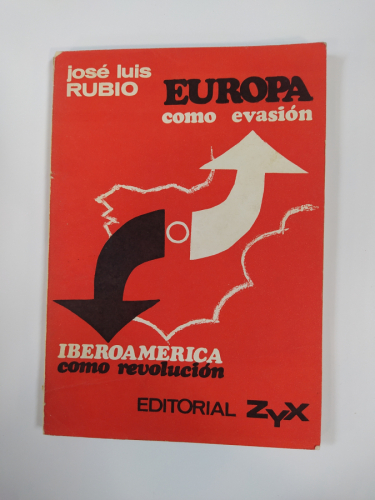 josé luis
RUBIO
EUROPA
como evasión
IBEROAMERICA
como revolución
EDITORIAL ZYX